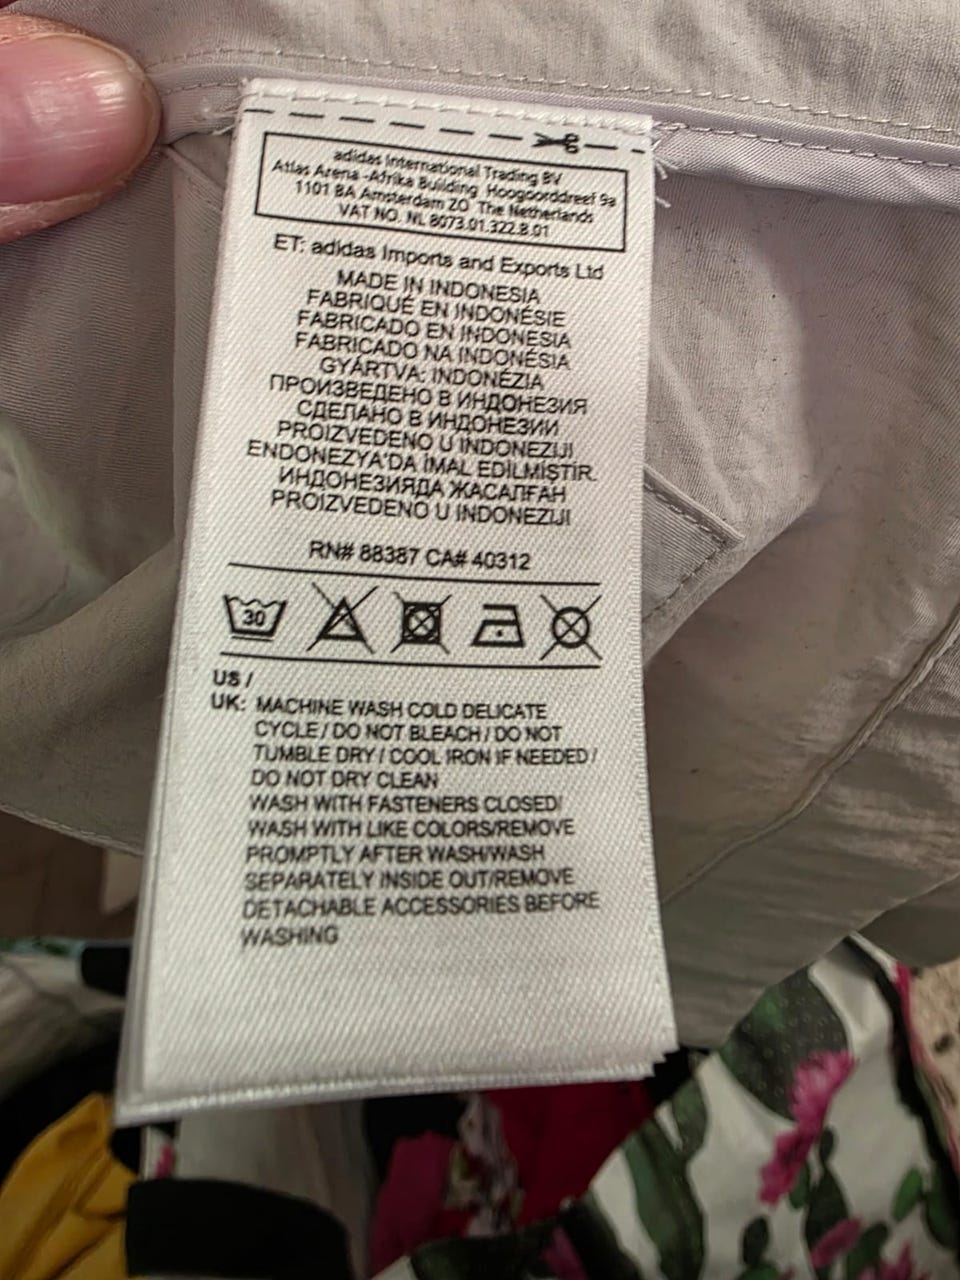 adidas International Trading BV
Atlas Arena -Afrika Building Hoogoorddreef 9a
1101 BA Amsterdam ZO The Netherlands
VAT NO. NL 8073.01.322.B.01
ET: adidas Imports and Exports Ltd
MADE IN INDONESIA
FABRIQUÉ EN INDONÉSIE
FABRICADO EN INDONESIA
FABRICADO NA INDONÉSIA
GYÁRTVA: INDONÉZIA
ПРОИЗВЕДЕНО В ИНДОНЕЗИЯ
СДЕЛАНО В ИНДОНЕЗИИ
PROIZVEDENO U INDONEZIJI
ENDONEZYA'DA İMAL EDİLMİŞTİR.
ИНДОНЕЗИЯДА ЖАСАЛҒАН
PROIZVEDENO U INDONEZIJI
RN# 88387 CA# 40312
30
US /
UK: MACHINE WASH COLD DELICATE
CYCLE / DO NOT BLEACH / DO NOT
TUMBLE DRY / COOL IRON IF NEEDED /
DO NOT DRY CLEAN
WASH WITH FASTENERS CLOSED/
WASH WITH LIKE COLORS/REMOVE
PROMPTLY AFTER WASH/WASH
SEPARATELY INSIDE OUT/REMOVE
DETACHABLE ACCESSORIES BEFORE
WASHING